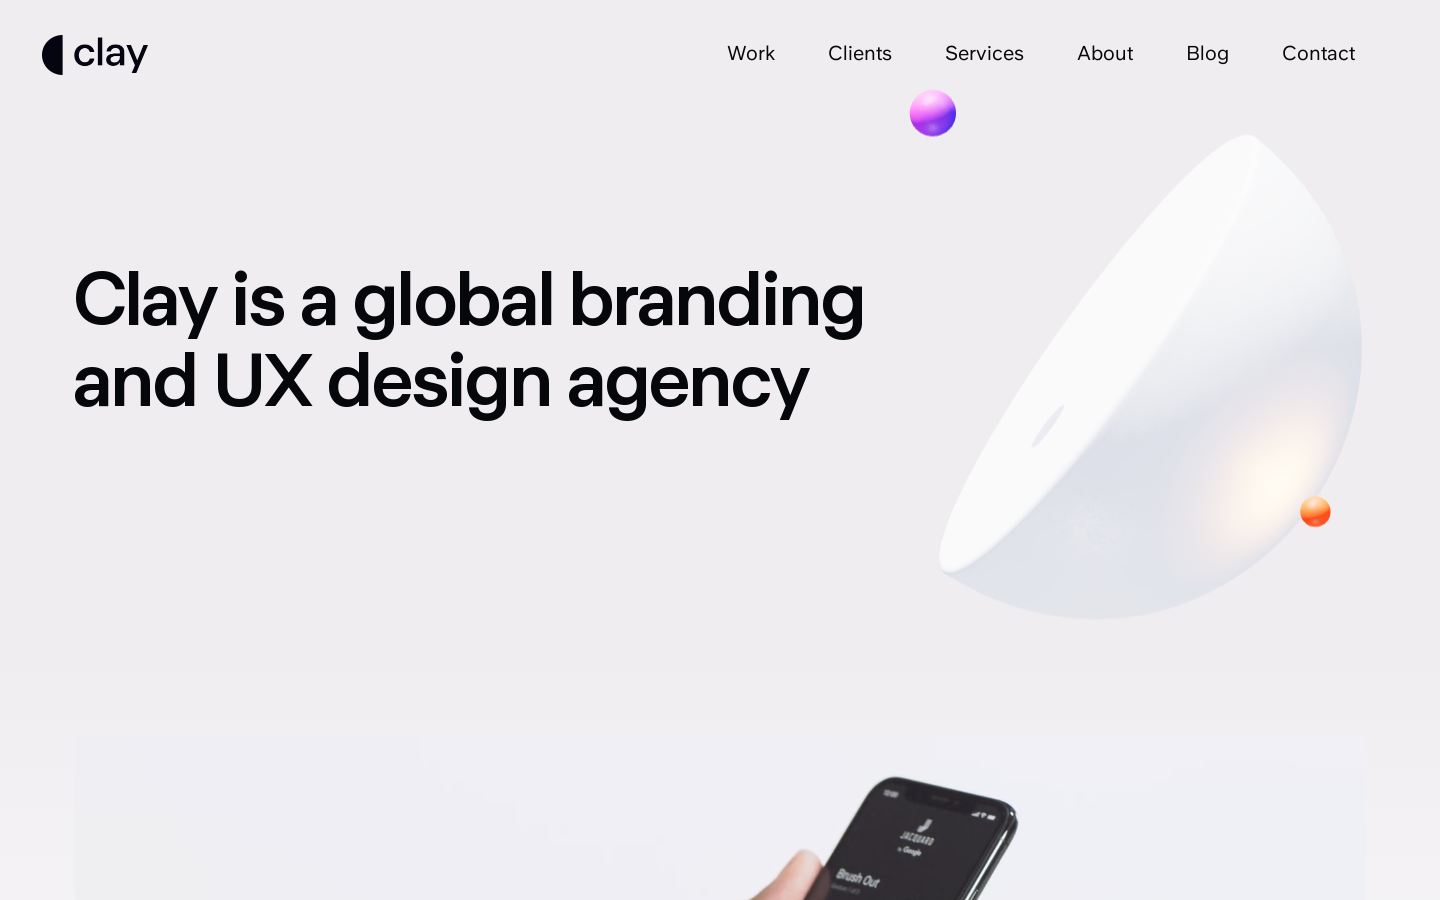 clay
Work
Clients
Services
About
Blog
Contact
Clay is a global branding
and UX design agency
JACQUARD
by Google
Brush Out